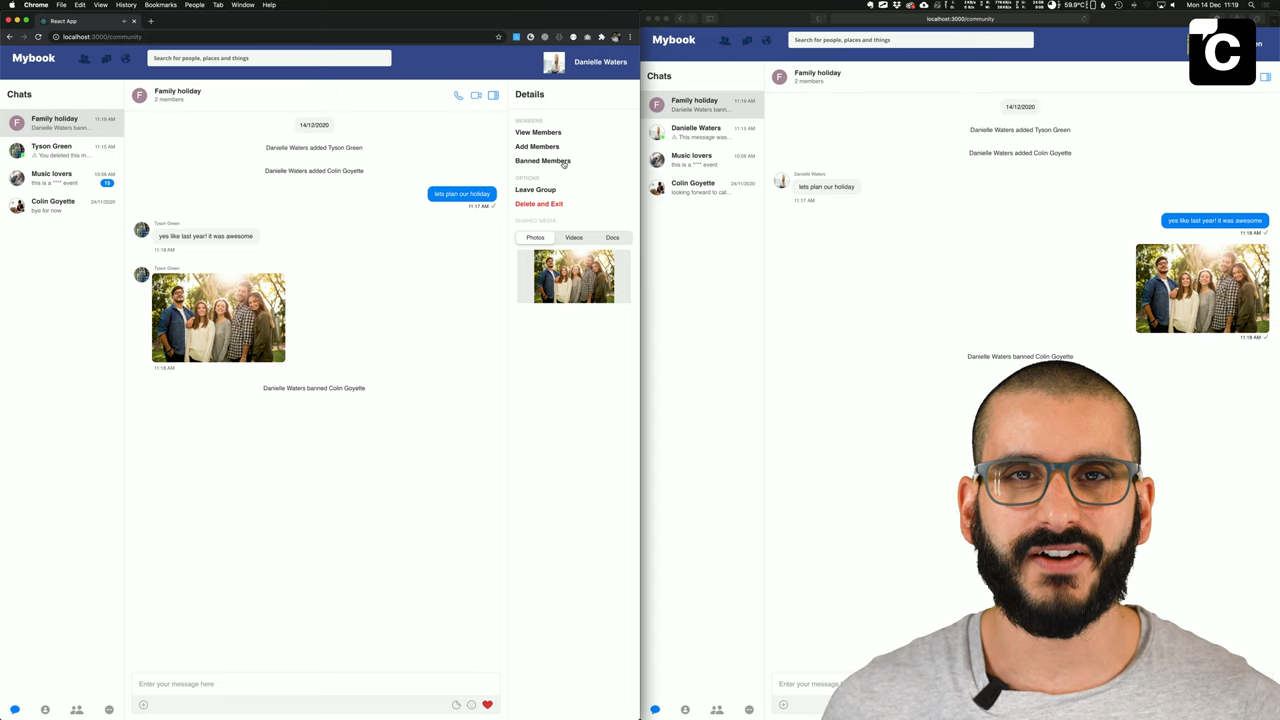 Chrome File Edit View History Bookmarks People Tab Window Help
59.9°C Mon 14 Dec 11:19
React App
localhost:3000/community
Mybook
Search for people, places and things
Danielle Waters
Chats
Family holiday 11:19 AM
Danielle Waters bann...
Tyson Green 11:15 AM
⚠ You deleted this m...
Music lovers 10:56 AM
this is a **** event 15
Colin Goyette 24/11/2020
bye for now
F
Family holiday
2 members
14/12/2020
Danielle Waters added Tyson Green
Danielle Waters added Colin Goyette
lets plan our holiday
11:17 AM
Tyson Green
yes like last year! it was awesome
11:18 AM
Tyson Green
11:18 AM
Danielle Waters banned Colin Goyette
Enter your message here
Details
MEMBERS
View Members
Add Members
Banned Members
OPTIONS
Leave Group
Delete and Exit
SHARED MEDIA
Photos Videos Docs
localhost:3000/community
Mybook
Search for people, places and things
C
Chats
F
Family holiday 11:19 AM
Danielle Waters bann...
Danielle Waters 11:15 AM
⚠ This message was...
Music lovers 10:56 AM
this is a **** event
Colin Goyette 24/11/2020
looking forward to cat...
F
Family holiday
2 members
14/12/2020
Danielle Waters added Tyson Green
Danielle Waters added Colin Goyette
Danielle Waters
lets plan our holiday
11:17 AM
yes like last year! it was awesome
11:18 AM
11:18 AM
Danielle Waters banned Colin Goyette
Enter your message